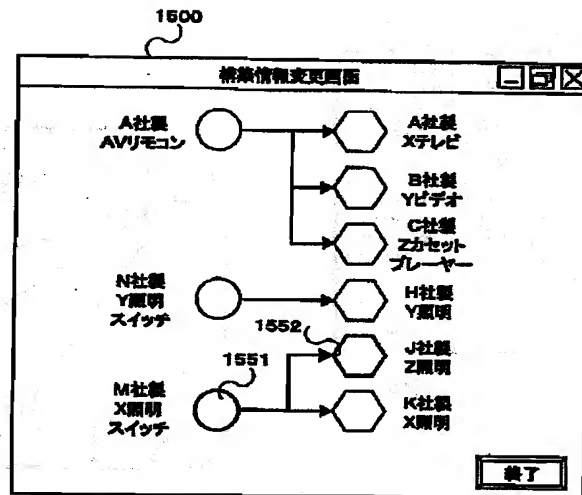 1500
構築情報変更画面
A社製
AVリモコン
A社製
Xテレビ
B社製
Yビデオ
C社製
Zカセット
プレーヤー
N社製
Y照明
スイッチ
H社製
Y照明
1552
J社製
Z照明
1551
M社製
X照明
スイッチ
K社製
X照明
終了